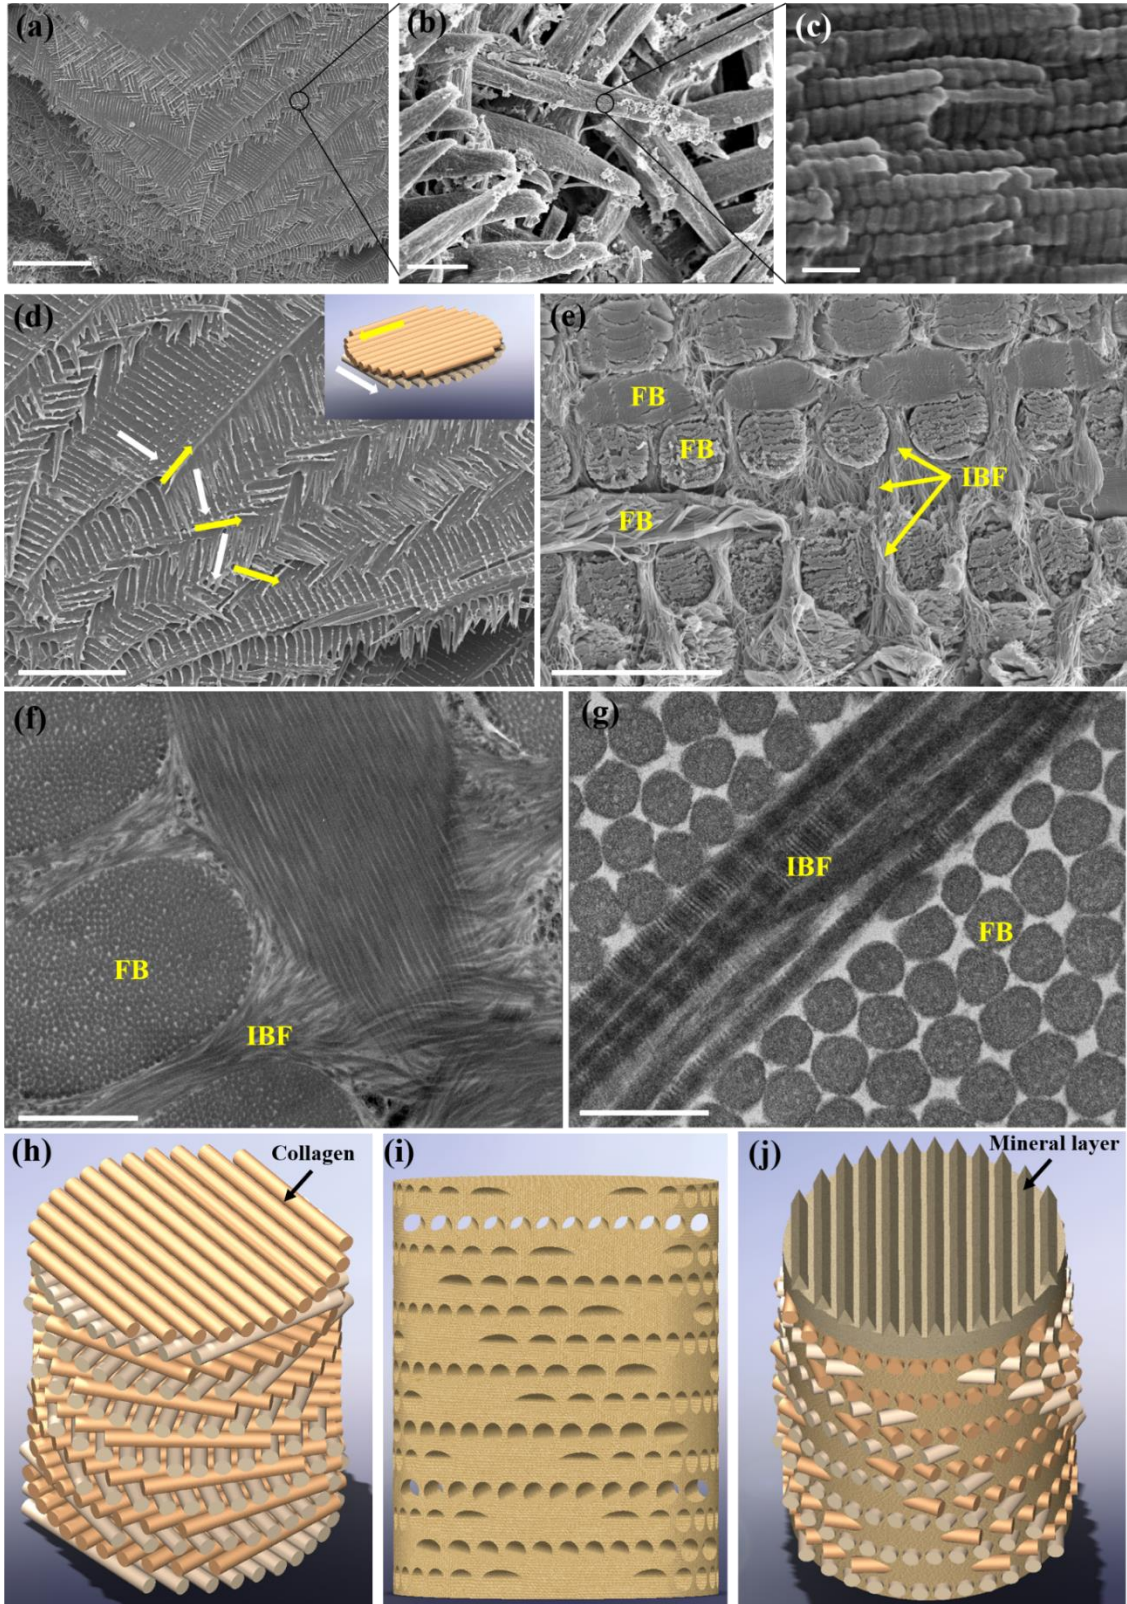 (a)
(b)
(c)
(d)
(e)
FB
FB
FB
IBF
(f)
FB
IBF
(g)
IBF
FB
(h)
Collagen
(i)
(j)
Mineral layer